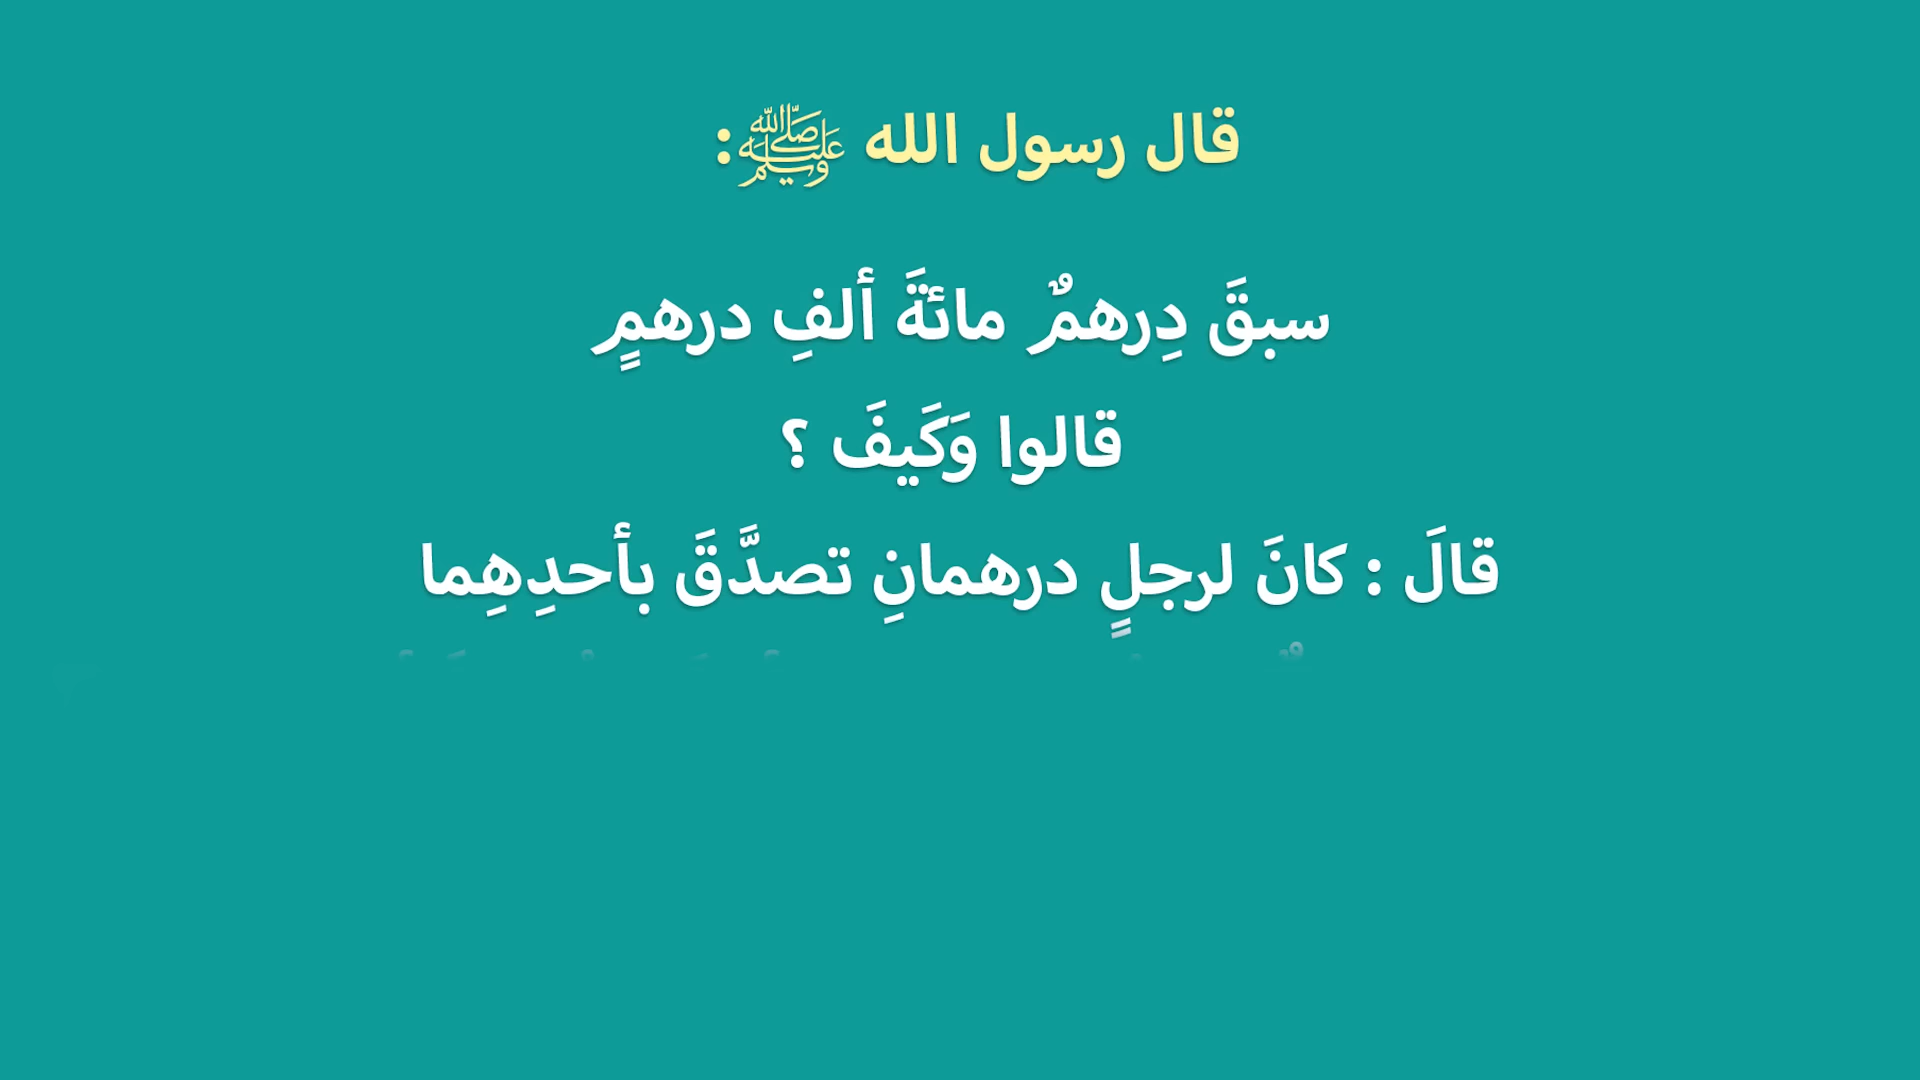 قال رسول الله ﷺ:
سبقَ دِرهمٌ مائةَ ألفِ درهمٍ
قالوا وَكَيفَ ؟
قالَ : كانَ لرجلٍ درهمانِ تصدَّقَ بأحدِهِما